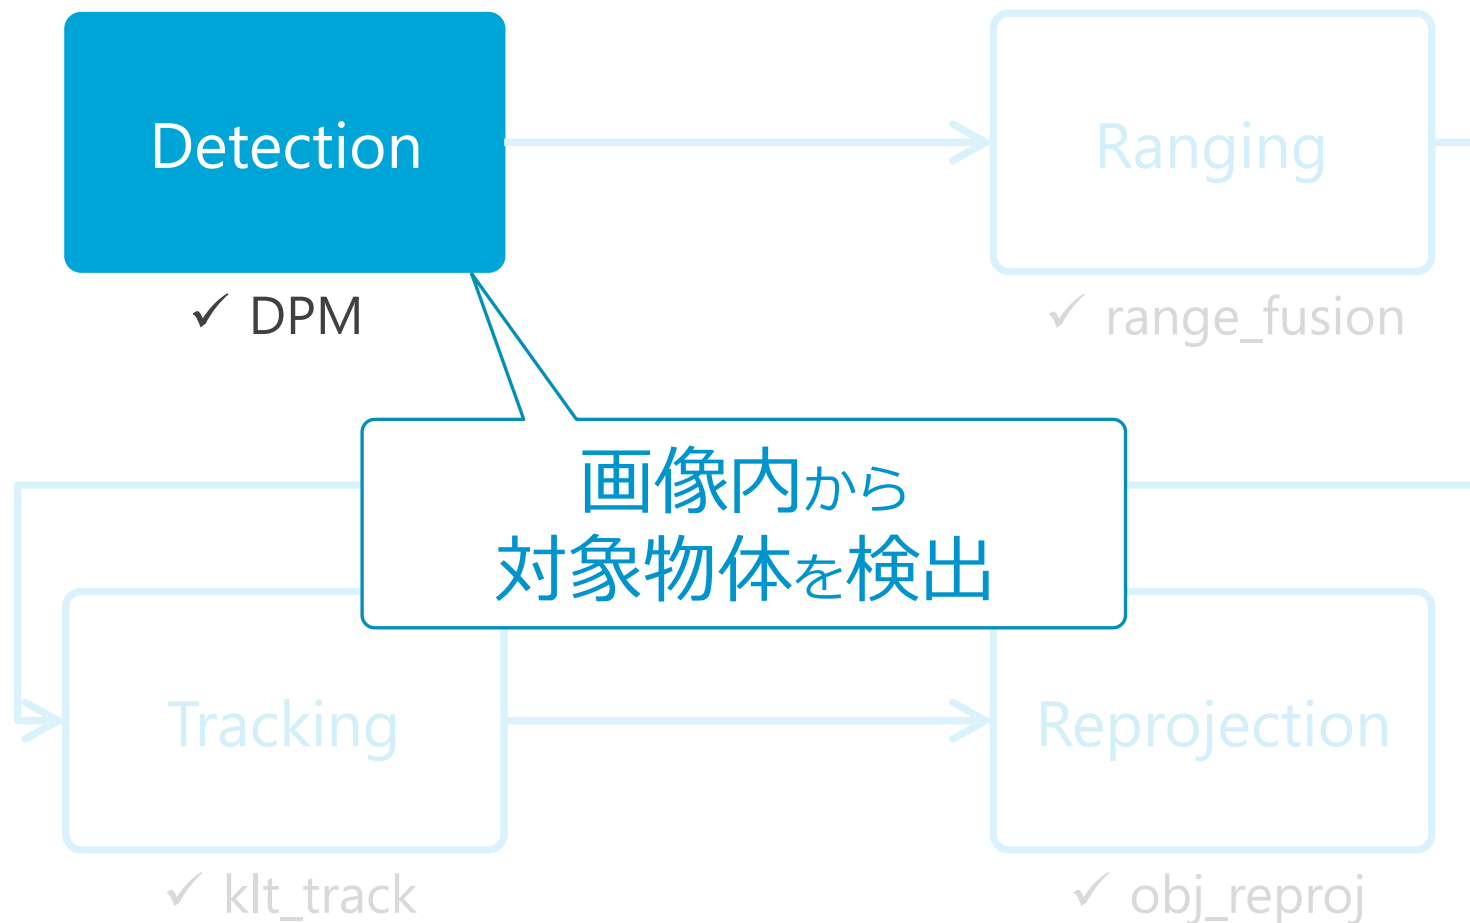 Detection
Ranging
✓ DPM
✓ range_fusion
画像内から
対象物体を検出
Tracking
Reprojection
✓ klt_track
✓ obj_reproj